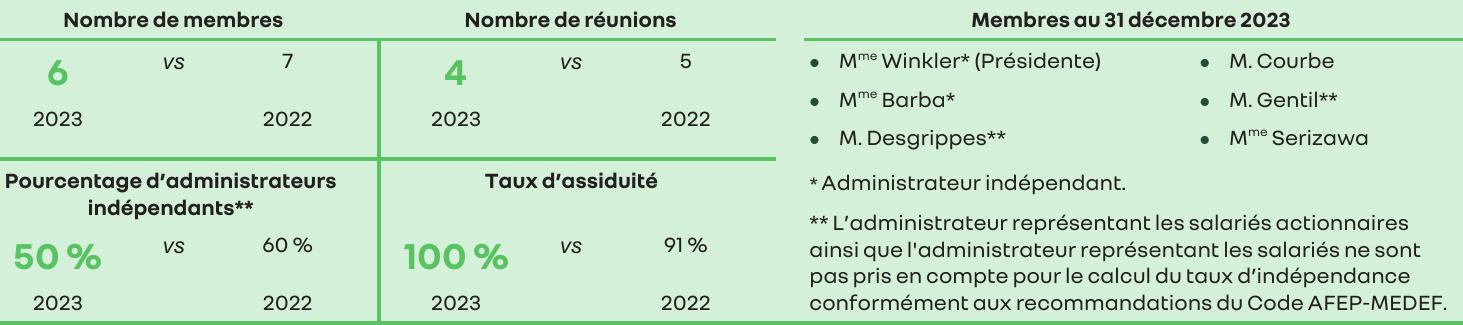 Nombre de membres
6 vs 7
2023 2022
Nombre de réunions
4 vs 5
2023 2022
Pourcentage d’administrateurs
indépendants**
50 % vs 60 %
2023 2022
Taux d’assiduité
100 % vs 91 %
2023 2022
Membres au 31 décembre 2023
• Mme Winkler* (Présidente)
• Mme Barba*
• M. Desgrippes**
• M. Courbe
• M. Gentil**
• Mme Serizawa
* Administrateur indépendant.
** L’administrateur représentant les salariés actionnaires
ainsi que l'administrateur représentant les salariés ne sont
pas pris en compte pour le calcul du taux d’indépendance
conformément aux recommandations du Code AFEP-MEDEF.